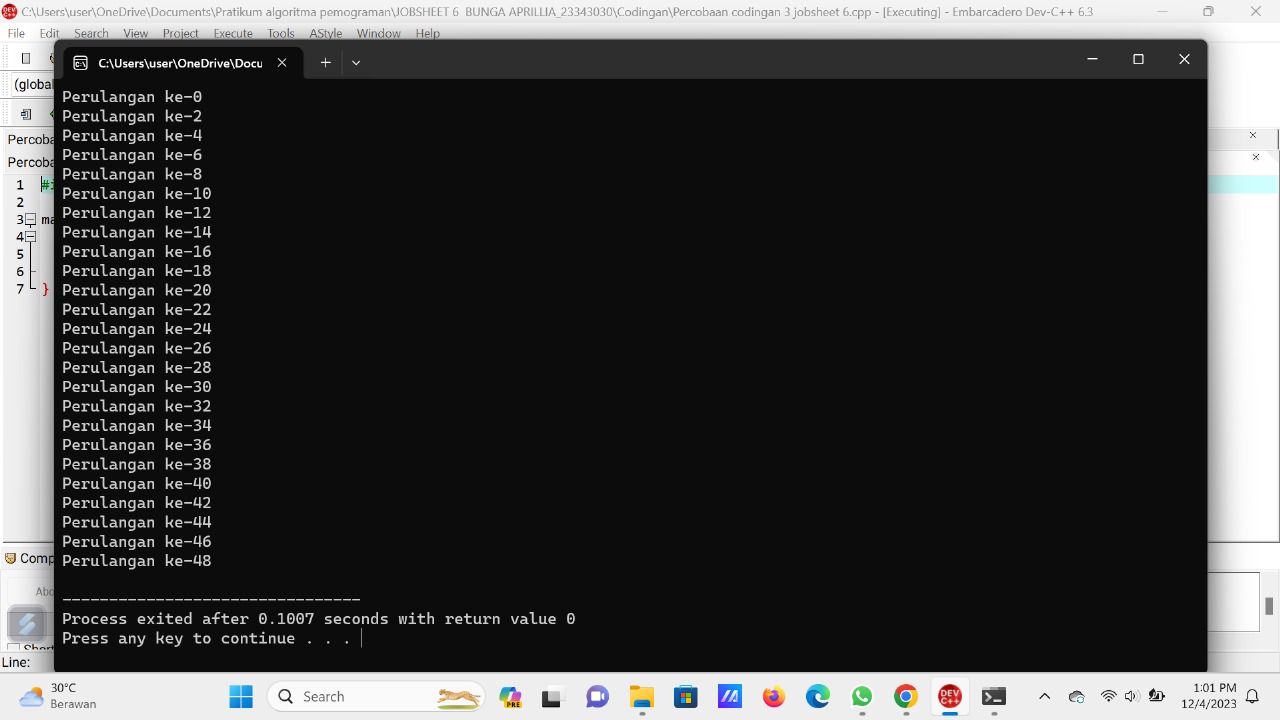 C:\Users\user\OneDrive\Documents\Pratikum algoritma pemograman\JOBSHEET 6_BUNGA APRILLIA_23343030\Codingan\Percobaan codingan 3 jobsheet 6.cpp - [Executing] - Embarcadero Dev-C++ 6.3
File Edit Search View Project Execute Tools AStyle Window Help
C:\Users\user\OneDrive\Docu
(global
Percoba
Percoba
1 #i
2
3 ma
4
5
6
7 }
Perulangan ke-0
Perulangan ke-2
Perulangan ke-4
Perulangan ke-6
Perulangan ke-8
Perulangan ke-10
Perulangan ke-12
Perulangan ke-14
Perulangan ke-16
Perulangan ke-18
Perulangan ke-20
Perulangan ke-22
Perulangan ke-24
Perulangan ke-26
Perulangan ke-28
Perulangan ke-30
Perulangan ke-32
Perulangan ke-34
Perulangan ke-36
Perulangan ke-38
Perulangan ke-40
Perulangan ke-42
Perulangan ke-44
Perulangan ke-46
Perulangan ke-48
--------------------------------
Process exited after 0.1007 seconds with return value 0
Press any key to continue . . .
Comp
Abo
Short
Line:
30°C
Berawan
Search
PRE
DEV
C++
1:01 PM
12/4/2023